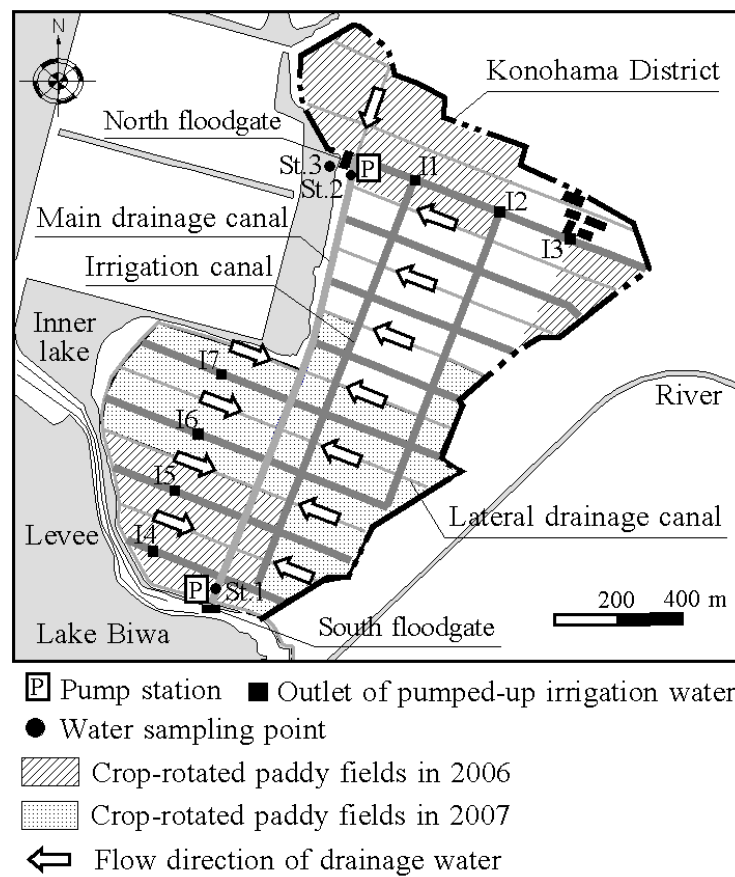 N
Konohama District
North floodgate
St.3
P
St.2
I1
I2
I3
Main drainage canal
Irrigation canal
Inner
lake
I7
River
I6
I5
Lateral drainage canal
Levee
I4
P
St.1
200 400 m
Lake Biwa
South floodgate
P Pump station
Outlet of pumped-up irrigation water
Water sampling point
Crop-rotated paddy fields in 2006
Crop-rotated paddy fields in 2007
Flow direction of drainage water